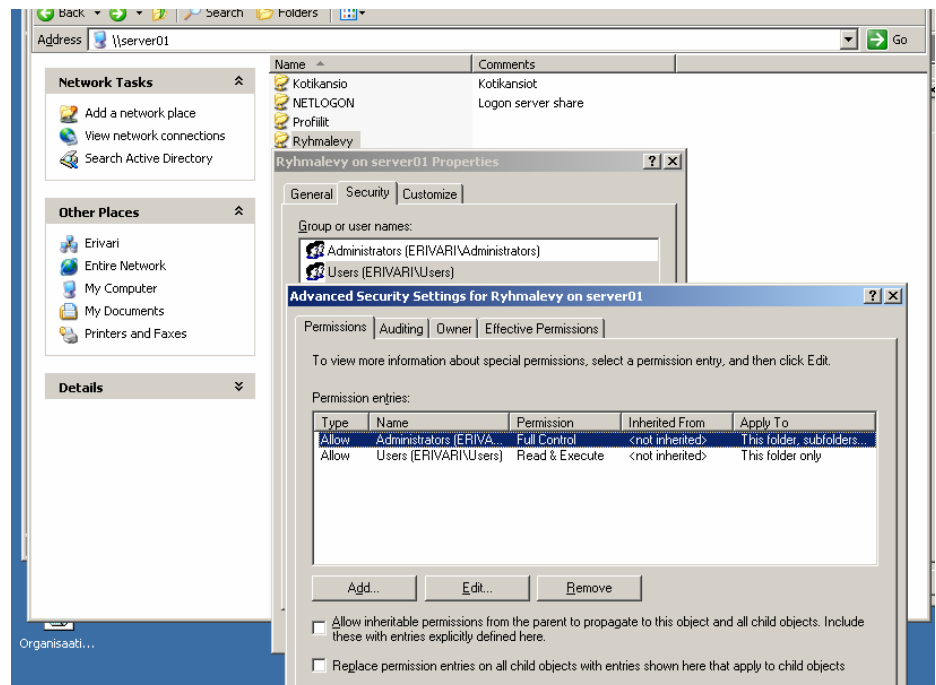 Back Search Folders
Address \\server01 Go
Network Tasks
Add a network place
View network connections
Search Active Directory
Other Places
Erivari
Entire Network
My Computer
My Documents
Printers and Faxes
Details
Name Comments
Kotikansio Kotikansiot
NETLOGON Logon server share
Profiilit
Ryhmalevy
Ryhmalevy on server01 Properties
General Security Customize
Group or user names:
Administrators (ERIVARI\Administrators)
Users (ERIVARI\Users)
Advanced Security Settings for Ryhmalevy on server01
Permissions Auditing Owner Effective Permissions
To view more information about special permissions, select a permission entry, and then click Edit.
Permission entries:
Type Name Permission Inherited From Apply To
Allow Administrators (ERIVA... Full Control <not inherited> This folder, subfolders...
Allow Users (ERIVARI\Users) Read & Execute <not inherited> This folder only
Add... Edit... Remove
Allow inheritable permissions from the parent to propagate to this object and all child objects. Include
these with entries explicitly defined here.
Replace permission entries on all child objects with entries shown here that apply to child objects
Organisaati...